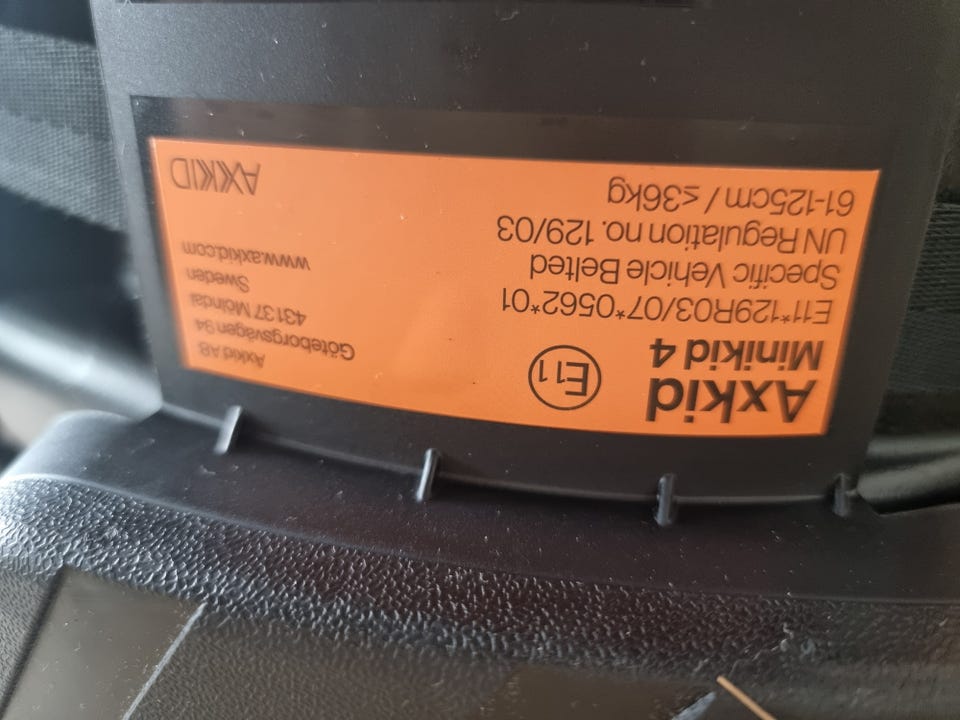 Axkid
Minikid 4
E11
E11*129R03/07*0562*01
Specific Vehicle Belted
UN Regulation no. 129/03
61-125cm / ≤36kg
Axkid AB
Göteborgsvägen 94
431 37 Mölndal
Sweden
www.axkid.com
AXKID